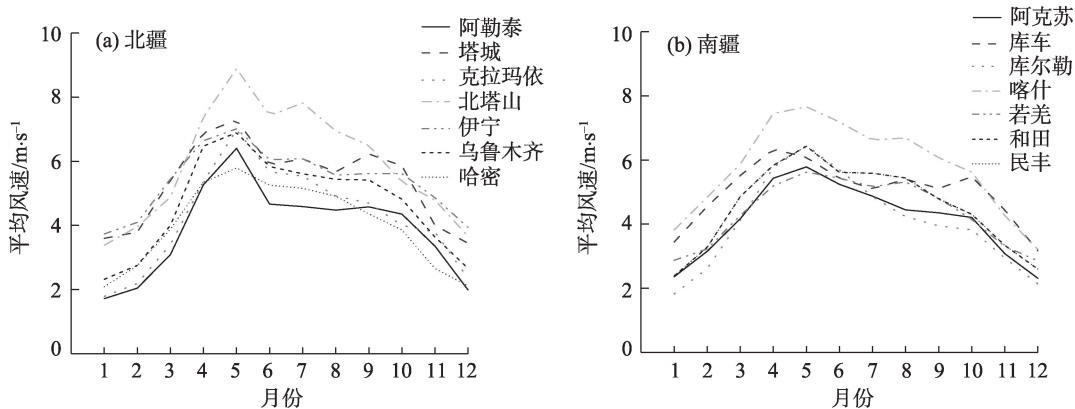 (a) 北疆
阿勒泰
塔城
克拉玛依
北塔山
伊宁
乌鲁木齐
哈密
平均风速/m·s⁻¹
10
8
6
4
2
0
1 2 3 4 5 6 7 8 9 10 11 12
月份
(b) 南疆
阿克苏
库车
库尔勒
喀什
若羌
和田
民丰
平均风速/m·s⁻¹
10
8
6
4
2
0
1 2 3 4 5 6 7 8 9 10 11 12
月份